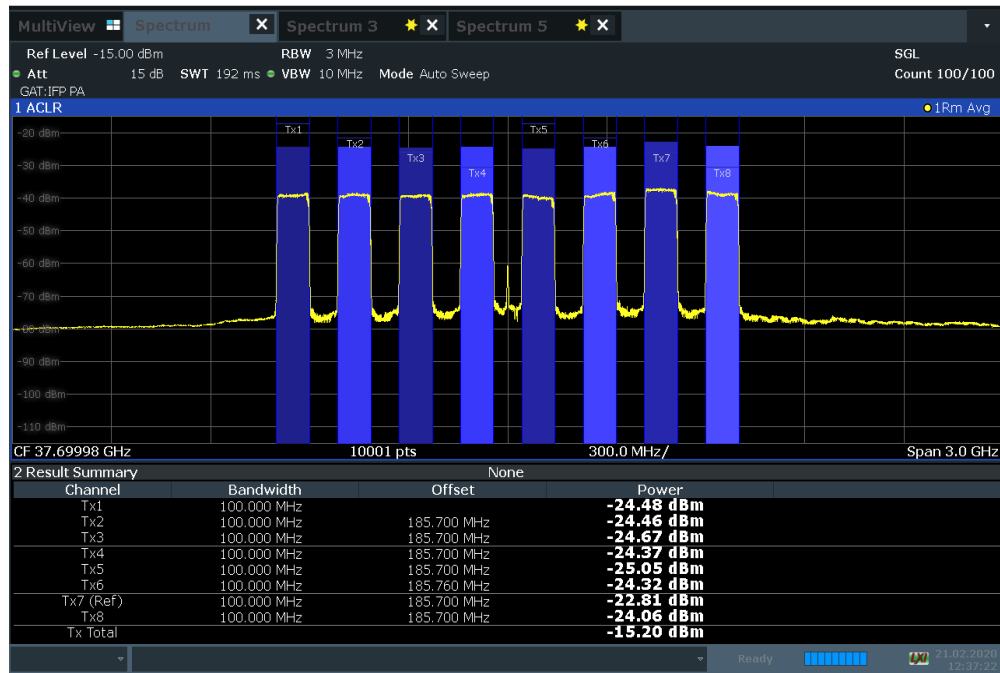 MultiView Spectrum X Spectrum 3 X Spectrum 5 X
Ref Level -15.00 dBm RBW 3 MHz SGL
Att 15 dB SWT 192 ms VBW 10 MHz Mode Auto Sweep Count 100/100
GAT:IFP PA
1 ACLR 1Rm Avg
-20 dBm
Tx1 Tx5
Tx2 Tx6
Tx3 Tx7
-30 dBm
Tx4 Tx8
-40 dBm
-50 dBm
-60 dBm
-70 dBm
-80 dBm
-90 dBm
-100 dBm
-110 dBm
CF 37.69998 GHz 10001 pts 300.0 MHz/ Span 3.0 GHz
2 Result Summary None
Channel Bandwidth Offset Power
Tx1 100.000 MHz -24.48 dBm
Tx2 100.000 MHz 185.700 MHz -24.46 dBm
Tx3 100.000 MHz 185.700 MHz -24.67 dBm
Tx4 100.000 MHz 185.700 MHz -24.37 dBm
Tx5 100.000 MHz 185.700 MHz -25.05 dBm
Tx6 100.000 MHz 185.760 MHz -24.32 dBm
Tx7 (Ref) 100.000 MHz 185.700 MHz -22.81 dBm
Tx8 100.000 MHz 185.700 MHz -24.06 dBm
Tx Total -15.20 dBm
Ready LXI 21.02.2020
12:37:22